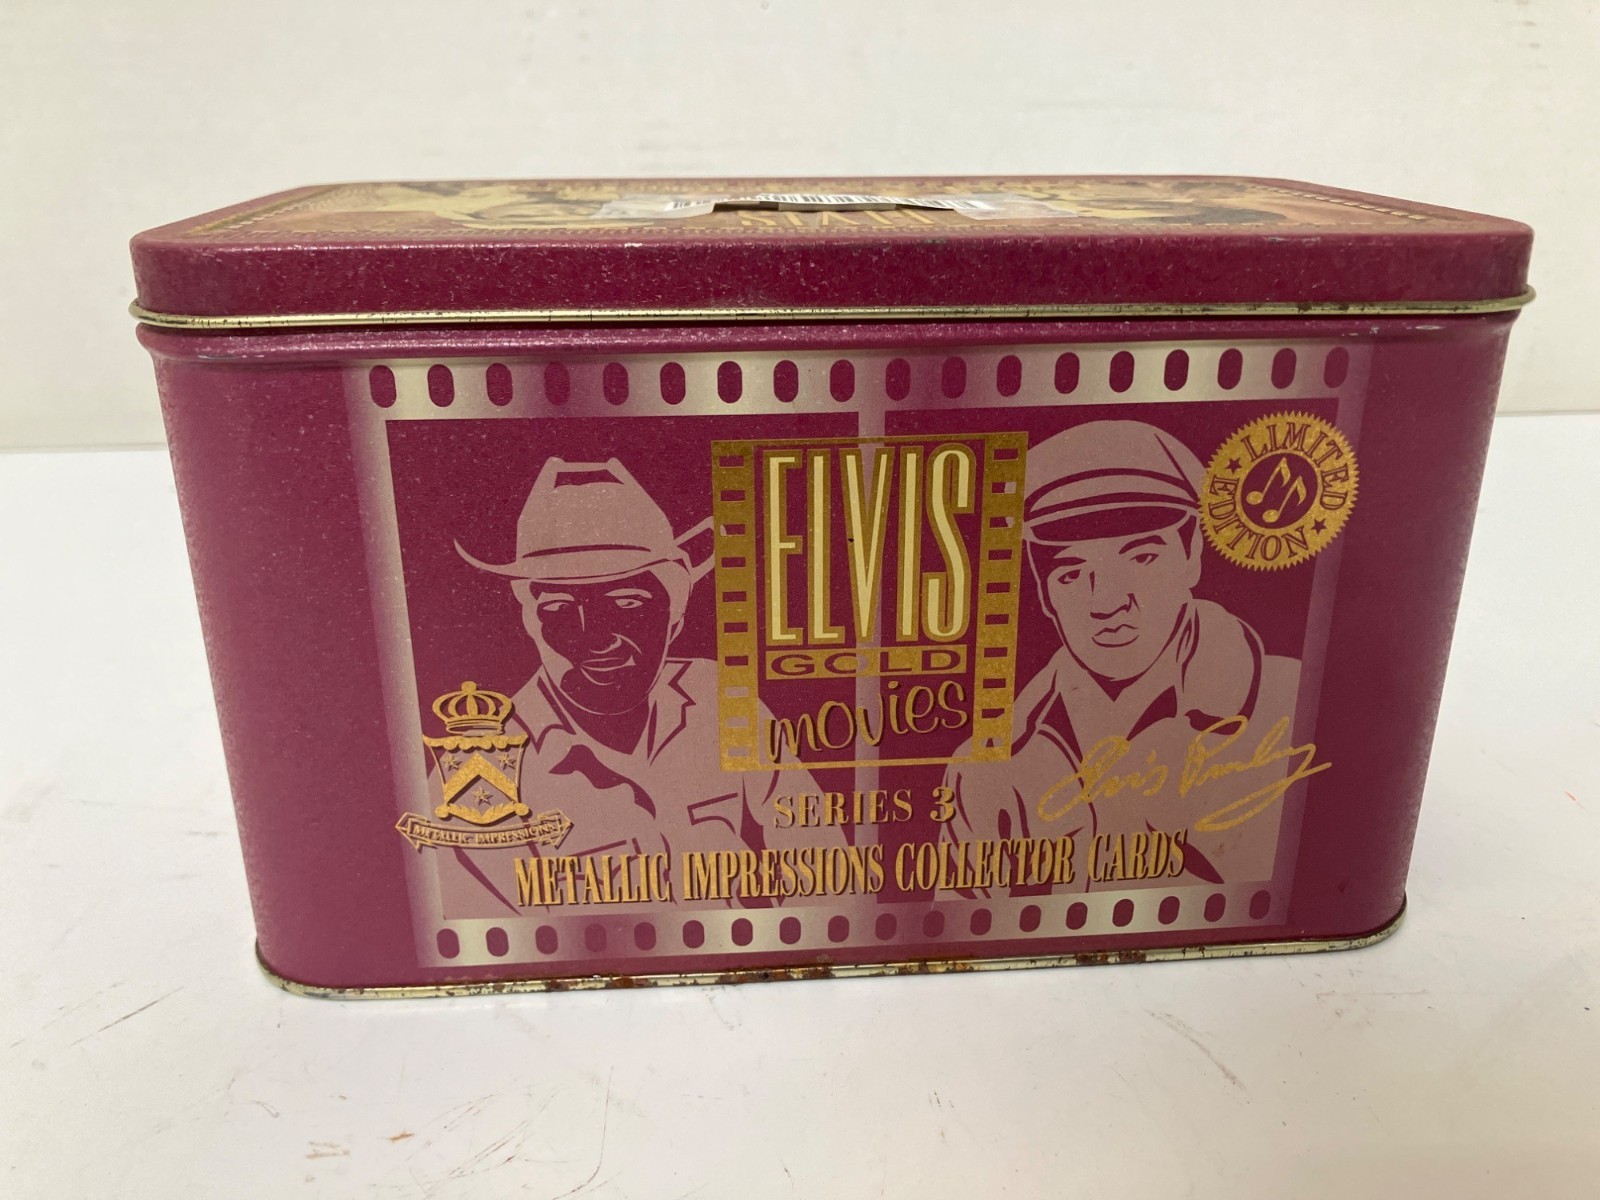 ELVIS
GOLD
movies
LIMITED
EDITION
Elvis Presley
METALLIC IMPRESSIONS
SERIES 3
METALLIC IMPRESSIONS COLLECTOR CARDS